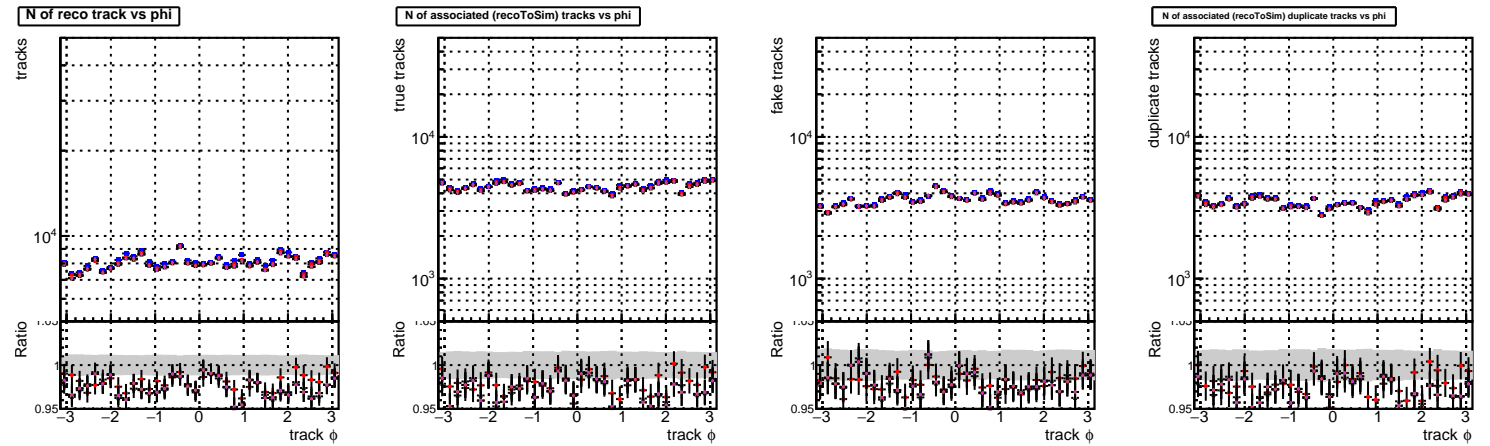 N of reco track vs phi
tracks
10⁴
Ratio
1
0.95
−3 −2 −1 0 1 2 3
track ϕ
N of associated (recoToSim) tracks vs phi
true tracks
10⁴
10³
Ratio
1
0.95
−3 −2 −1 0 1 2 3
track ϕ
fake tracks
10⁴
10³
Ratio
1
0.95
−3 −2 −1 0 1 2 3
track ϕ
N of associated (recoToSim) duplicate tracks vs phi
duplicate tracks
10⁴
10³
Ratio
1
0.95
−3 −2 −1 0 1 2 3
track ϕ